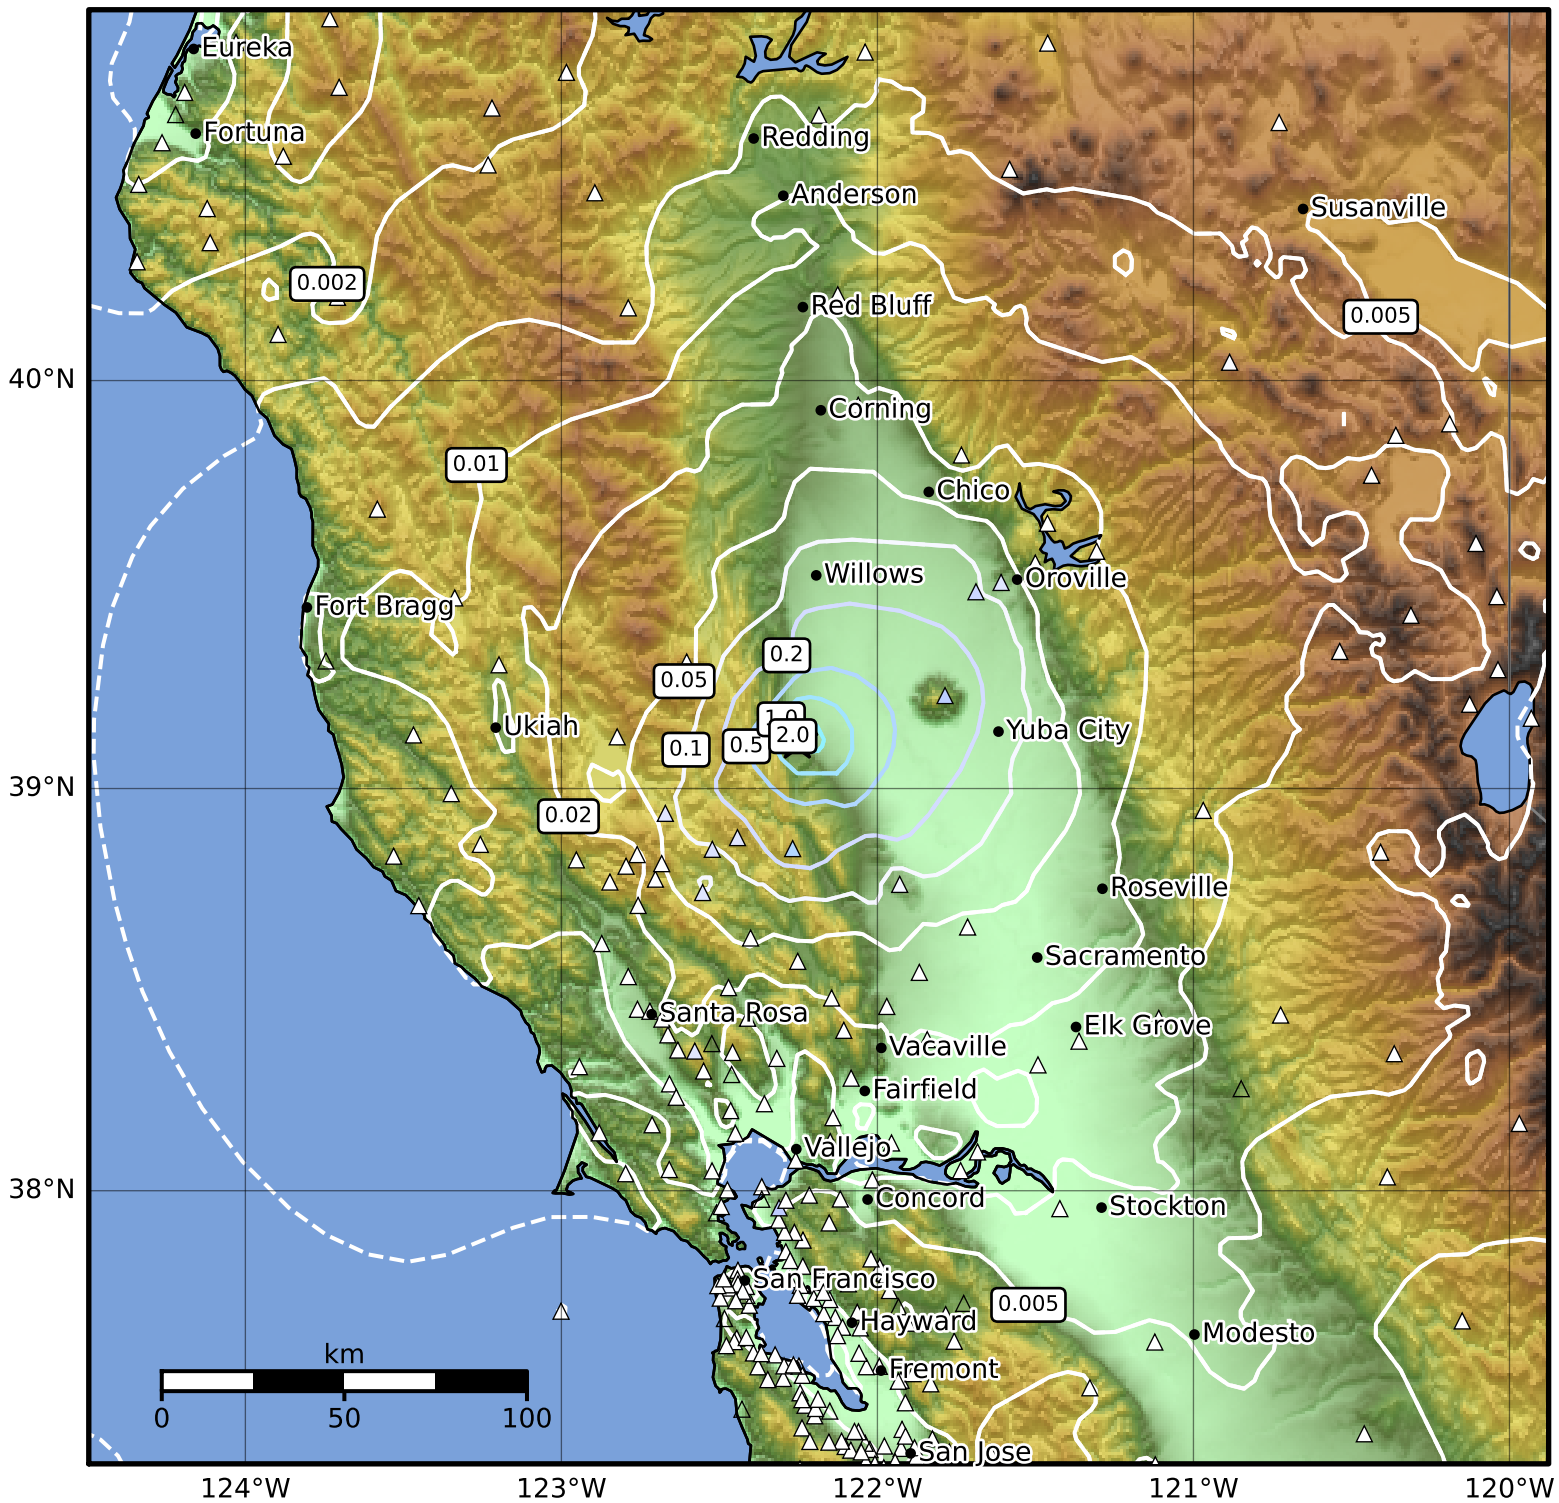 Eureka
Fortuna
Redding
Anderson
Susanville
0.002
Red Bluff
0.005
40°N
Corning
0.01
Chico
Willows
Oroville
Fort Bragg
0.2
0.05
1.0
Ukiah
Yuba City
0.1
0.5
2.0
39°N
0.02
Roseville
Sacramento
Santa Rosa
Elk Grove
Vacaville
Fairfield
Vallejo
38°N
Concord
Stockton
San Francisco
0.005
Hayward
Modesto
km
Fremont
0
50
100
San Jose
124°W
123°W
122°W
121°W
120°W